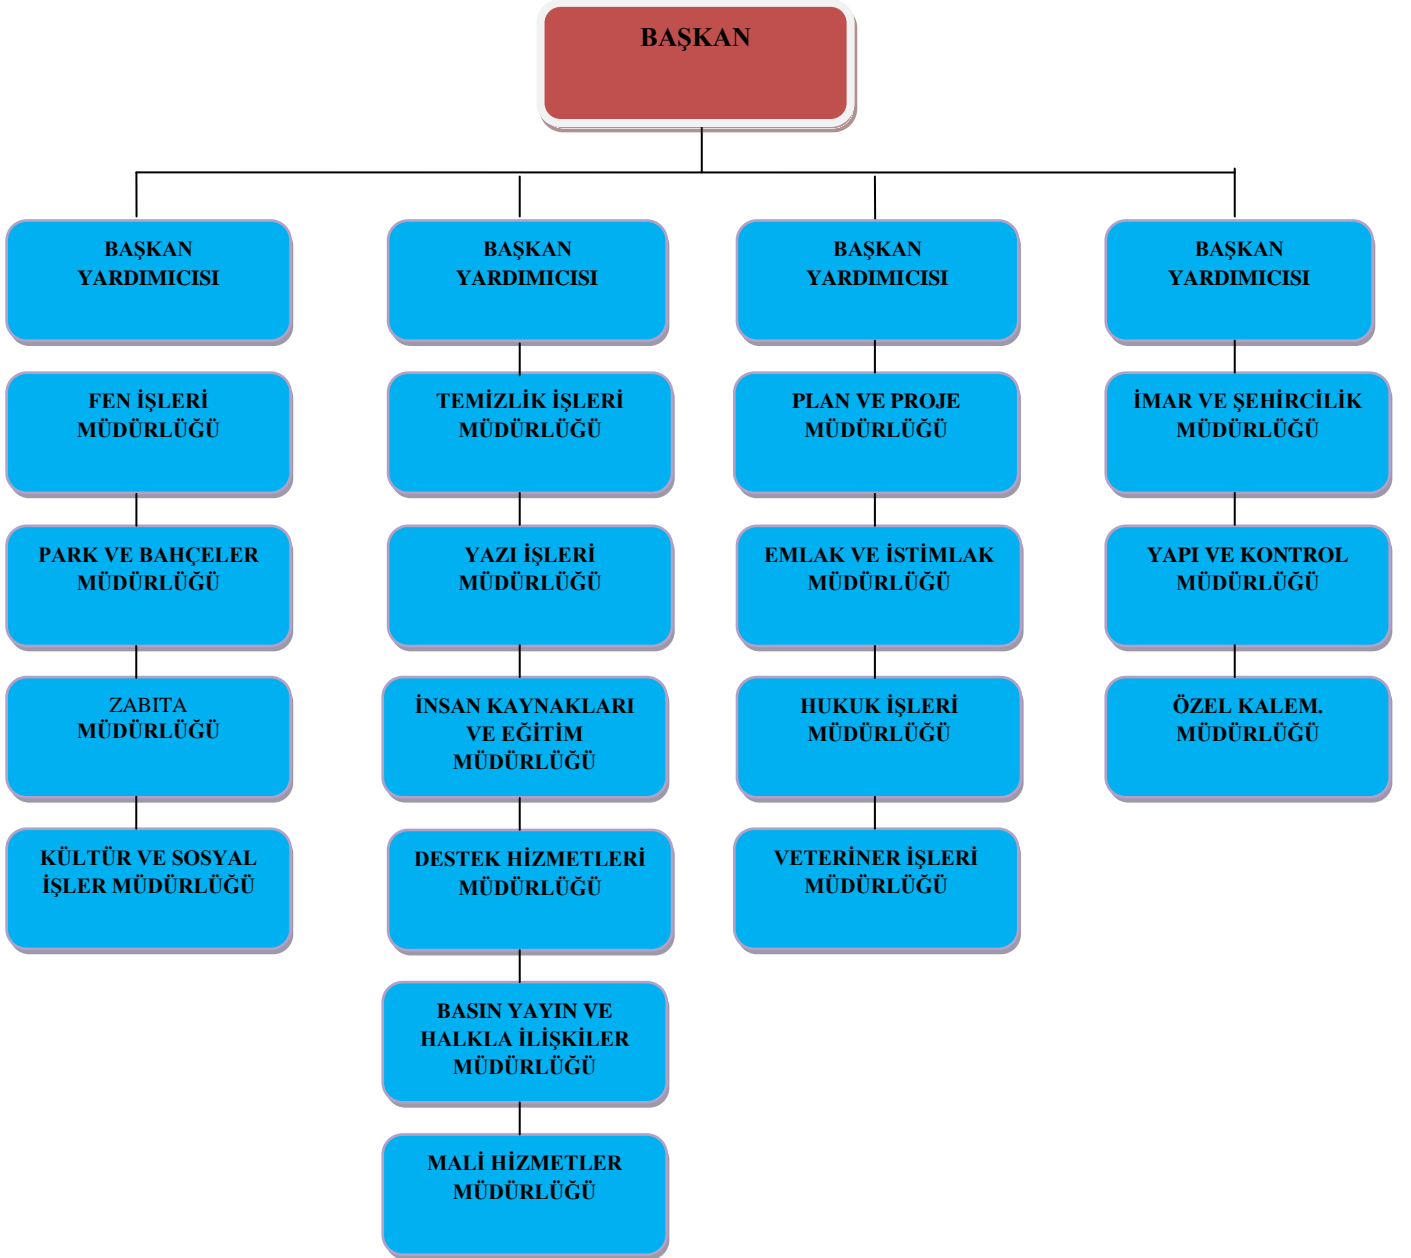 BAŞKAN
BAŞKAN
YARDIMICISI
BAŞKAN
YARDIMICISI
BAŞKAN
YARDIMICISI
BAŞKAN
YARDIMICISI
FEN İŞLERİ
MÜDÜRLÜĞÜ
TEMİZLİK İŞLERİ
MÜDÜRLÜĞÜ
PLAN VE PROJE
MÜDÜRLÜĞÜ
İMAR VE ŞEHİRCİLİK
MÜDÜRLÜĞÜ
PARK VE BAHÇELER
MÜDÜRLÜĞÜ
YAZI İŞLERİ
MÜDÜRLÜĞÜ
EMLAK VE İSTİMLAK
MÜDÜRLÜĞÜ
YAPI VE KONTROL
MÜDÜRLÜĞÜ
ZABITA
MÜDÜRLÜĞÜ
İNSAN KAYNAKLARI
VE EĞİTİM
MÜDÜRLÜĞÜ
HUKUK İŞLERİ
MÜDÜRLÜĞÜ
ÖZEL KALEM.
MÜDÜRLÜĞÜ
KÜLTÜR VE SOSYAL
İŞLER MÜDÜRLÜĞÜ
DESTEK HİZMETLERİ
MÜDÜRLÜĞÜ
VETERİNER İŞLERİ
MÜDÜRLÜĞÜ
BASIN YAYIN VE
HALKLA İLİŞKİLER
MÜDÜRLÜĞÜ
MALİ HİZMETLER
MÜDÜRLÜĞÜ